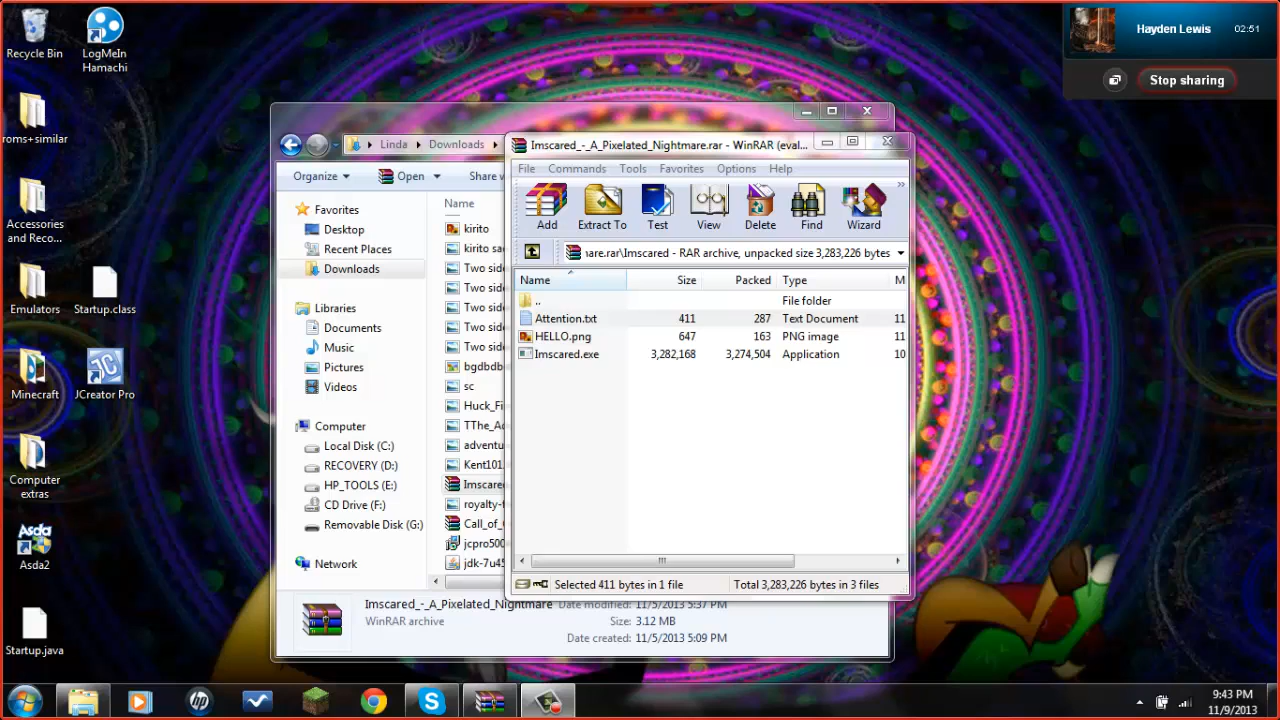 Recycle Bin
LogMeIn
Hamachi
roms+similar
Accessories
and Reco...
Emulators
Startup.class
Minecraft
JCreator Pro
Computer
extras
Asda
Asda2
Startup.java
Hayden Lewis 02:51
Stop sharing
Linda Downloads
Organize Open Share
Name
Favorites
Desktop
Recent Places
Downloads
Libraries
Documents
Music
Pictures
Videos
Computer
Local Disk (C:)
RECOVERY (D:)
HP_TOOLS (E:)
CD Drive (F:)
Removable Disk (G:)
Network
kirito
kirito sa
Two side
Two side
Two side
Two side
Two side
bgdbdb
sc
Huck_Fi
TThe_Ad
adventu
Kent101
Imscared
royalty-f
Call_of_
jcpro500
jdk-7u45
Imscared_-_A_Pixelated_Nightmare Date modified: 11/5/2013 5:37 PM
WinRAR archive Size: 3.12 MB
Date created: 11/5/2013 5:09 PM
Imscared_-_A_Pixelated_Nightmare.rar - WinRAR (eval...
File Commands Tools Favorites Options Help
Add Extract To Test View Delete Find Wizard
are.rar\Imscared - RAR archive, unpacked size 3,283,226 bytes
Name Size Packed Type M
.. File folder
Attention.txt 411 287 Text Document 11
HELLO.png 647 163 PNG image 11
Imscared.exe 3,282,168 3,274,504 Application 10
Selected 411 bytes in 1 file Total 3,283,226 bytes in 3 files
9:43 PM
11/9/2013